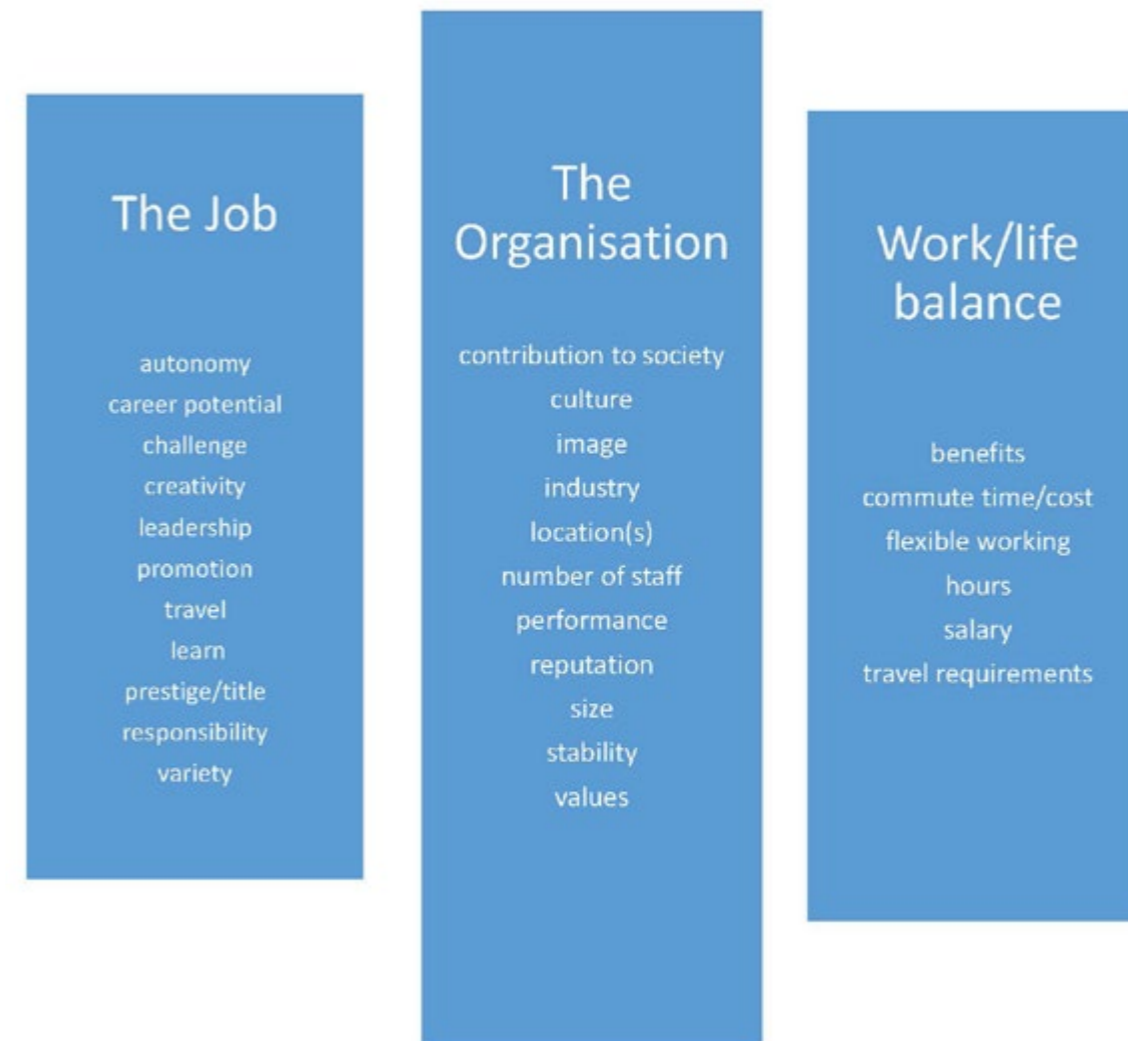 The Job
autonomy
career potential
challenge
creativity
leadership
promotion
travel
learn
prestige/title
responsibility
variety
The
Organisation
contribution to society
culture
image
industry
location(s)
number of staff
performance
reputation
size
stability
values
Work/life
balance
benefits
commute time/cost
flexible working
hours
salary
travel requirements